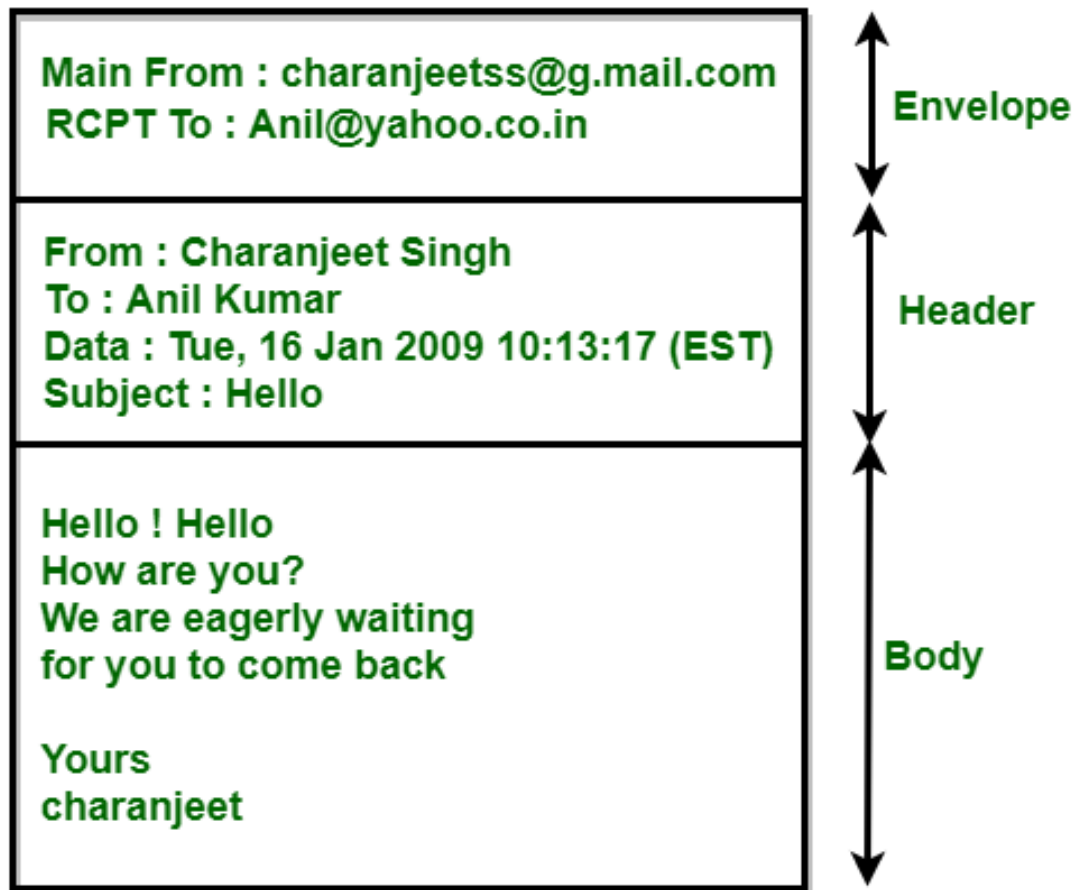 Main From : charanjeetss@g.mail.com
RCPT To : Anil@yahoo.co.in
Envelope
From : Charanjeet Singh
To : Anil Kumar
Data : Tue, 16 Jan 2009 10:13:17 (EST)
Subject : Hello
Header
Hello ! Hello
How are you?
We are eagerly waiting
for you to come back
Yours
charanjeet
Body